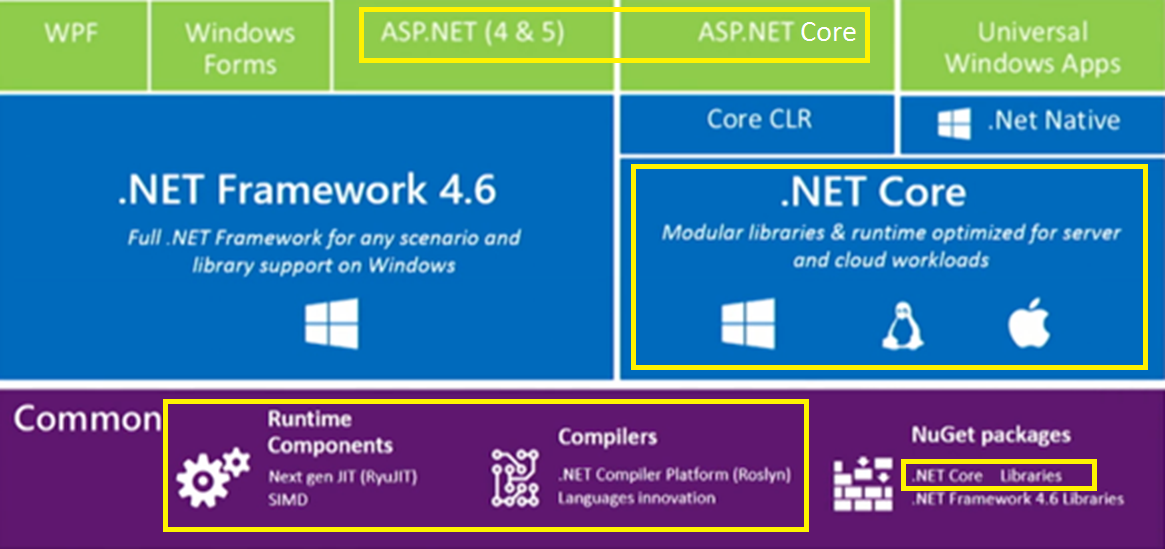 WPF
Windows
Forms
ASP.NET (4 & 5)
ASP.NET Core
Universal
Windows Apps
.NET Framework 4.6
Full .NET Framework for any scenario and
library support on Windows
Core CLR
.Net Native
.NET Core
Modular libraries & runtime optimized for server
and cloud workloads
Common
Runtime
Components
Next gen JIT (RyuJIT)
SIMD
Compilers
.NET Compiler Platform (Roslyn)
Languages innovation
NuGet packages
.NET Core Libraries
.NET Framework 4.6 Libraries